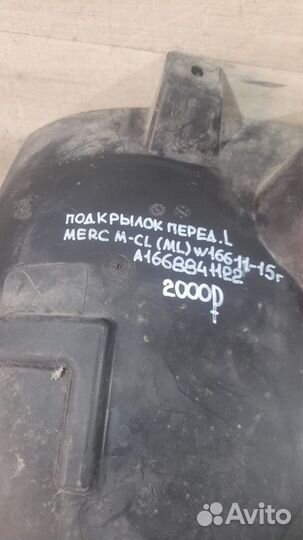 ПОДКРЫЛОК ПЕРЕД. L
MERC M-CL (ML) W166 11-15г
A1668841122
2000р
Avito